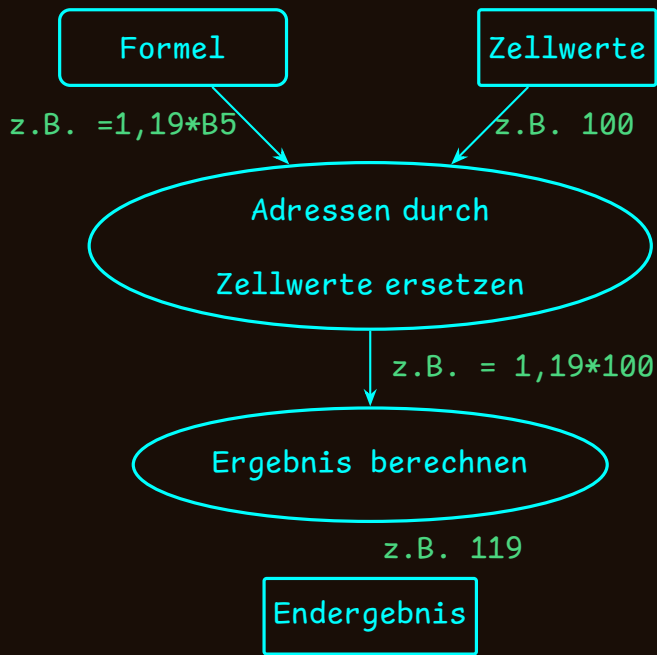 Formel
Zellwerte
z.B. =1,19*B5
z.B. 100
Adressen durch
Zellwerte ersetzen
z.B. = 1,19*100
Ergebnis berechnen
z.B. 119
Endergebnis